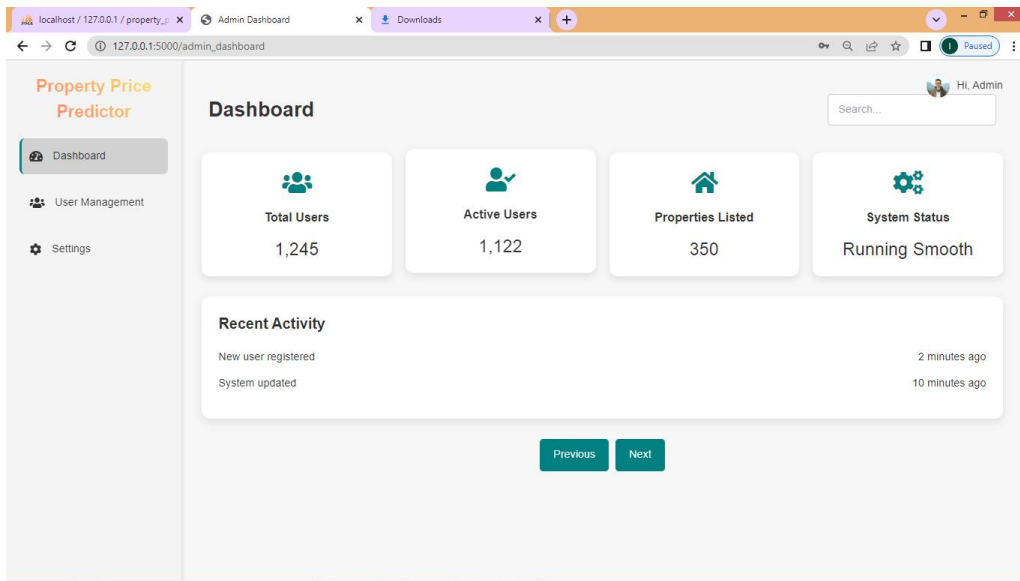 localhost / 127.0.0.1 / property_p
Admin Dashboard
Downloads
127.0.0.1:5000/admin_dashboard
I
Paused
Property Price
Predictor
Dashboard
User Management
Settings
Hi, Admin
Dashboard
Search...
Total Users
1,245
Active Users
1,122
Properties Listed
350
System Status
Running Smooth
Recent Activity
New user registered
2 minutes ago
System updated
10 minutes ago
Previous
Next